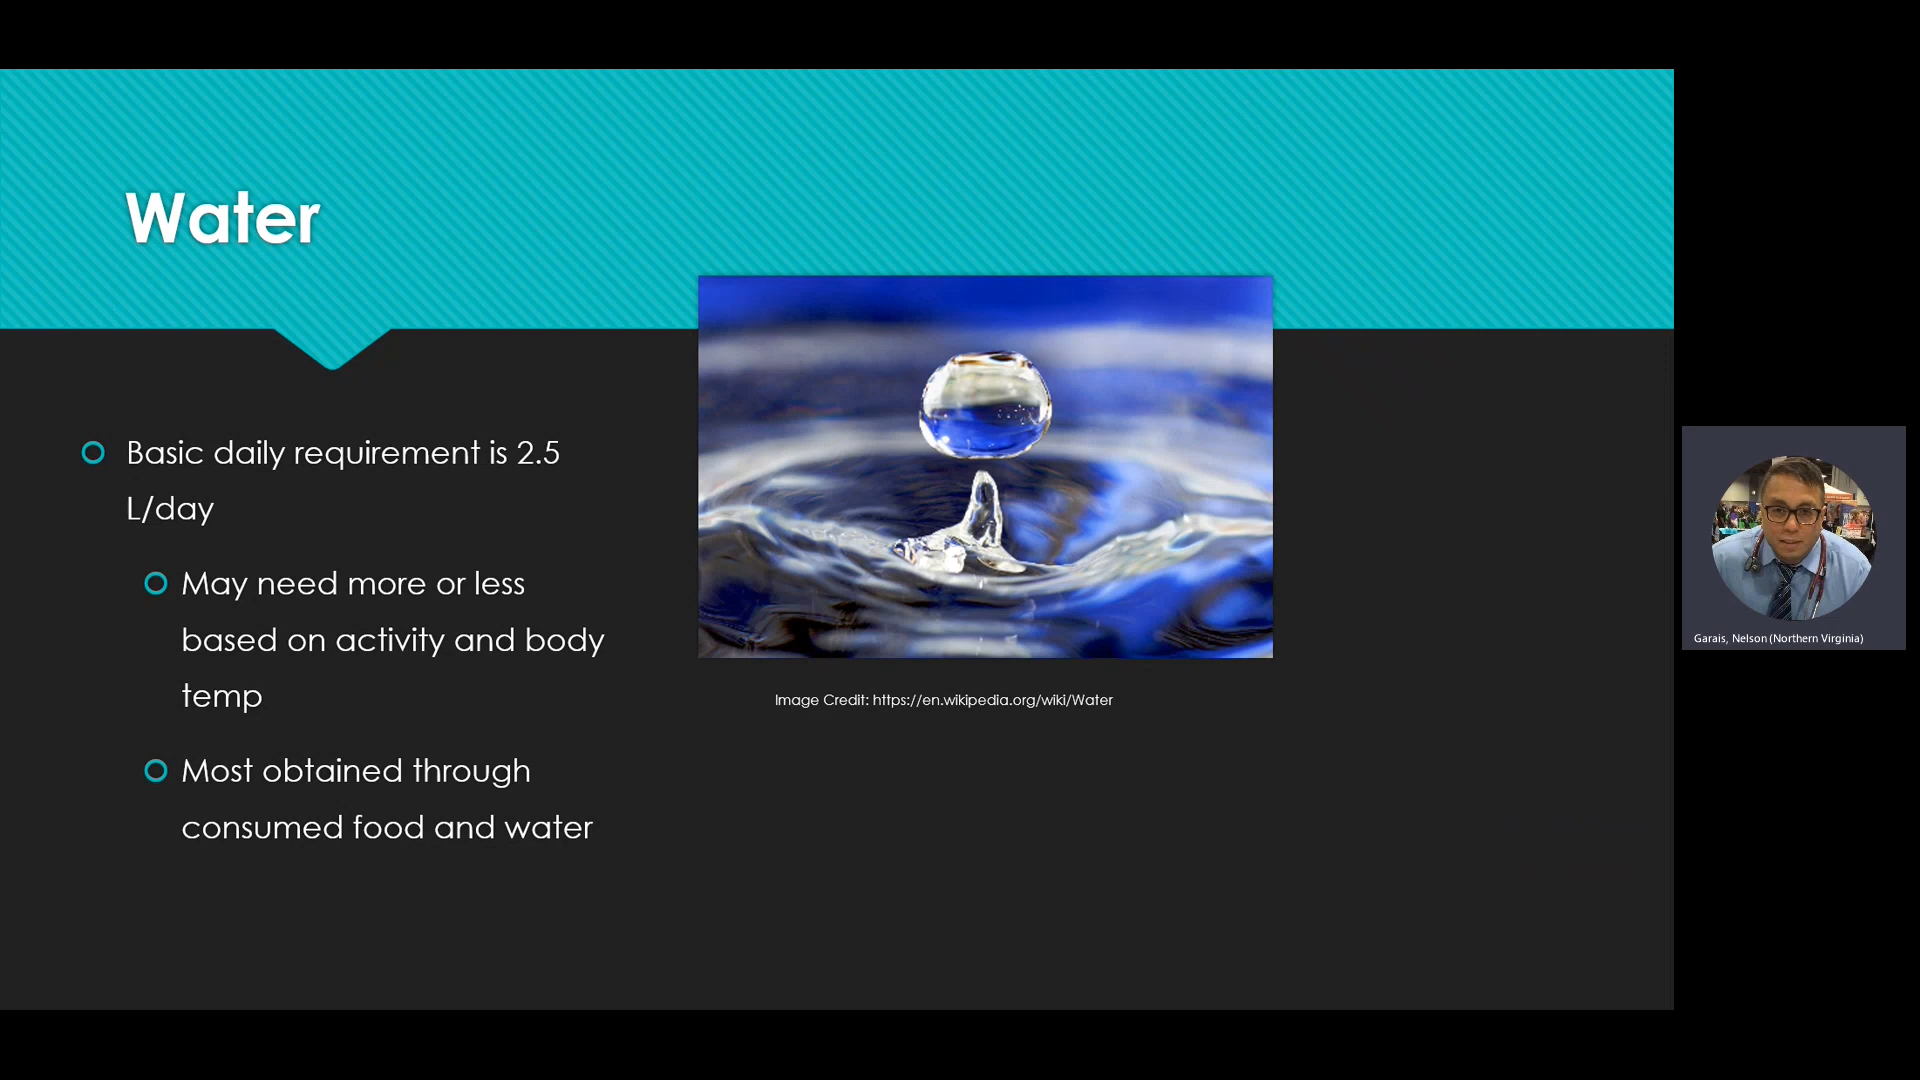 Water
Basic daily requirement is 2.5
L/day
May need more or less
based on activity and body
temp
Most obtained through
consumed food and water
Image Credit: https://en.wikipedia.org/wiki/Water
Garais, Nelson (Northern Virginia)